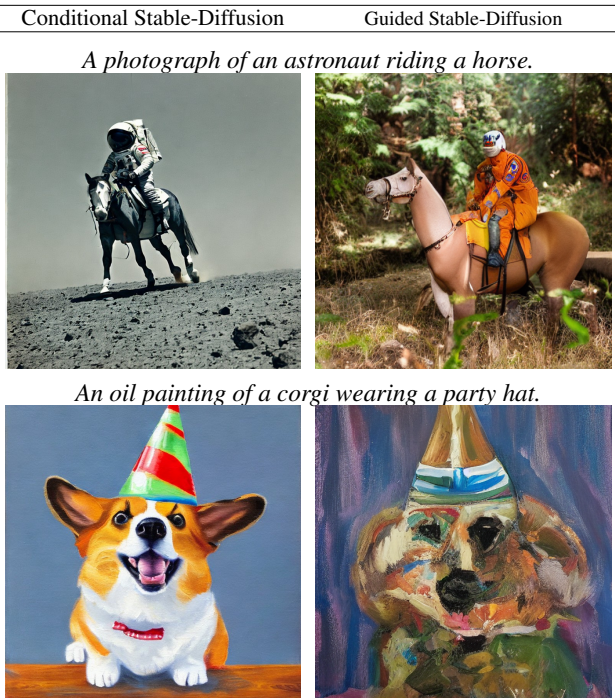 Conditional Stable-Diffusion Guided Stable-Diffusion
A photograph of an astronaut riding a horse.
An oil painting of a corgi wearing a party hat.